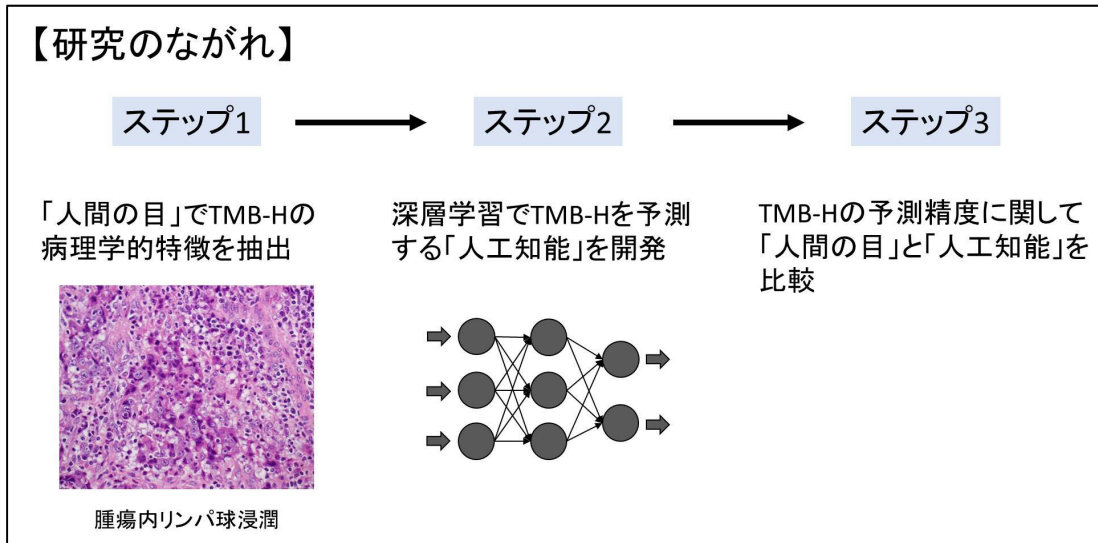 【研究のながれ】
ステップ1
ステップ2
ステップ3
「人間の目」でTMB-Hの
病理学的特徴を抽出
深層学習でTMB-Hを予測
する「人工知能」を開発
TMB-Hの予測精度に関して
「人間の目」と「人工知能」を
比較
腫瘍内リンパ球浸潤